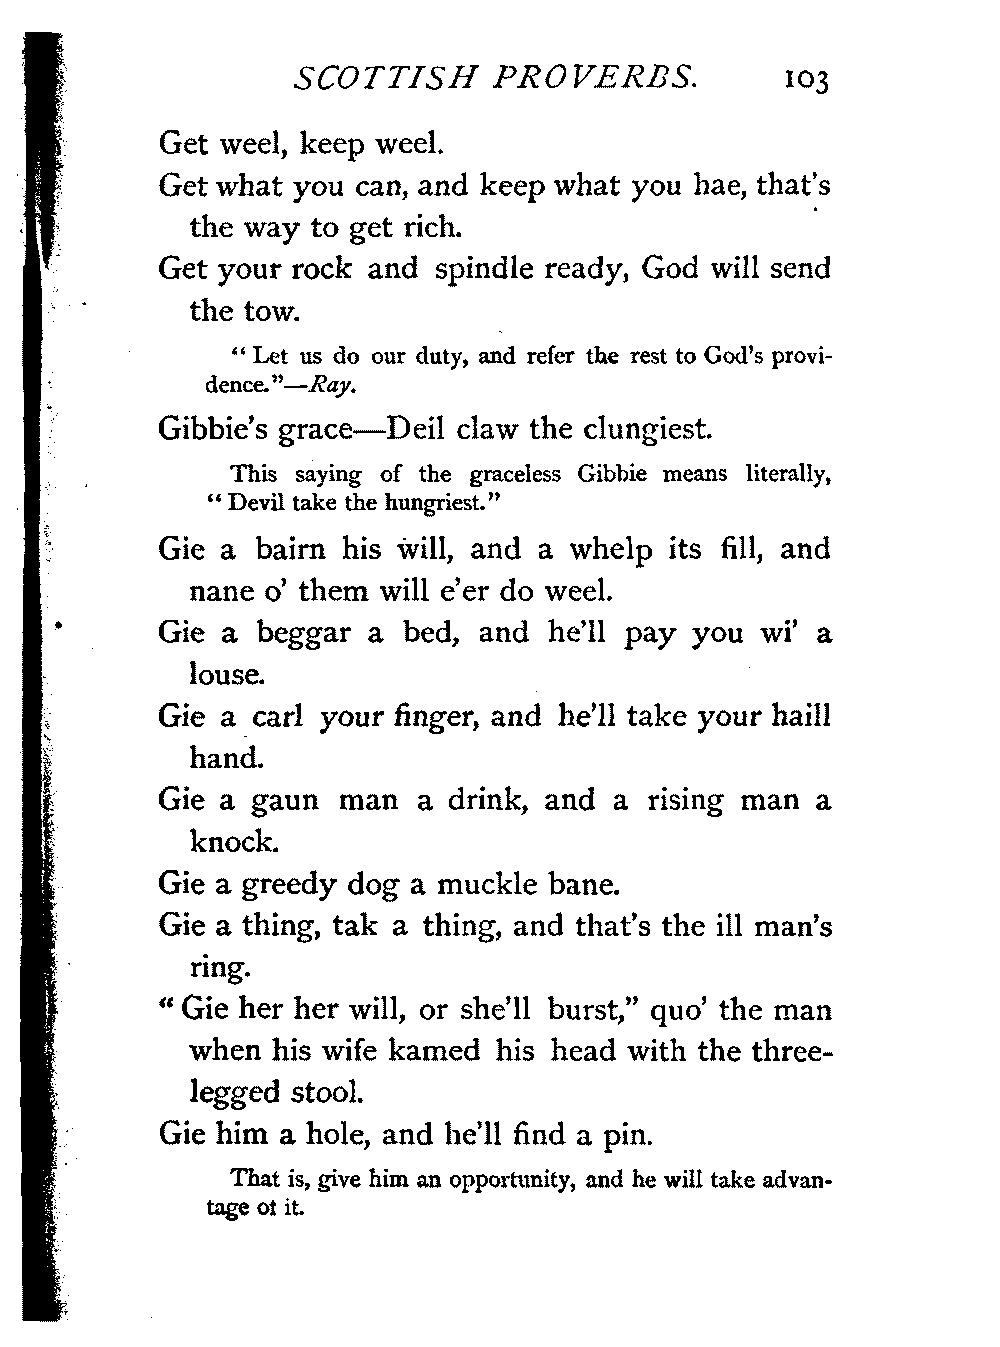 SCOTTISH PROVERBS. 103
Get weel, keep weel.
Get what you can, and keep what you hae, that's
the way to get rich.
Get your rock and spindle ready, God will send
the tow.
"Let us do our duty, and refer the rest to God's provi-
dence."—Ray.
Gibbie's grace—Deil claw the clungiest.
This saying of the graceless Gibbie means literally,
"Devil take the hungriest."
Gie a bairn his will, and a whelp its fill, and
nane o' them will e'er do weel.
Gie a beggar a bed, and he'll pay you wi' a
louse.
Gie a carl your finger, and he'll take your haill
hand.
Gie a gaun man a drink, and a rising man a
knock.
Gie a greedy dog a muckle bane.
Gie a thing, tak a thing, and that's the ill man's
ring.
"Gie her her will, or she'll burst," quo' the man
when his wife kamed his head with the three-
legged stool.
Gie him a hole, and he'll find a pin.
That is, give him an opportunity, and he will take advan-
tage of it.